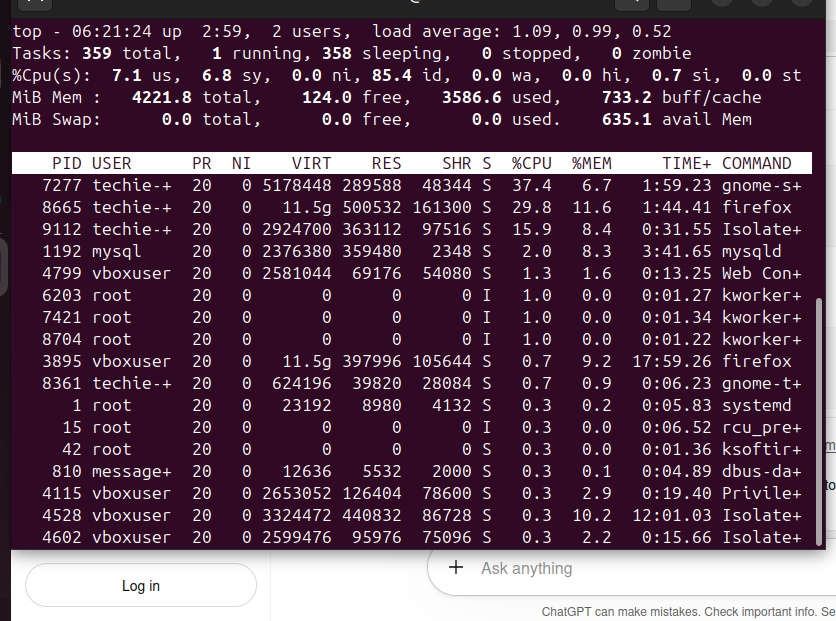 top - 06:21:24 up  2:59,  2 users,  load average: 1.09, 0.99, 0.52
Tasks: 359 total,   1 running, 358 sleeping,   0 stopped,   0 zombie
%Cpu(s):  7.1 us,  6.8 sy,  0.0 ni, 85.4 id,  0.0 wa,  0.0 hi,  0.7 si,  0.0 st
MiB Mem :   4221.8 total,    124.0 free,   3586.6 used,    733.2 buff/cache
MiB Swap:      0.0 total,      0.0 free,      0.0 used.    635.1 avail Mem
PID USER      PR  NI    VIRT    RES    SHR S  %CPU  %MEM     TIME+ COMMAND
7277 techie-+  20   0 5178448 289588  48344 S  37.4   6.7   1:59.23 gnome-s+
8665 techie-+  20   0   11.5g 500532 161300 S  29.8  11.6   1:44.41 firefox
9112 techie-+  20   0 2924700 363112  97516 S  15.9   8.4   0:31.55 Isolate+
1192 mysql     20   0 2376380 359480   2348 S   2.0   8.3   3:41.65 mysqld
4799 vboxuser  20   0 2581044  69176  54080 S   1.3   1.6   0:13.25 Web Con+
6203 root      20   0       0      0      0 I   1.0   0.0   0:01.27 kworker+
7421 root      20   0       0      0      0 I   1.0   0.0   0:01.34 kworker+
8704 root      20   0       0      0      0 I   1.0   0.0   0:01.22 kworker+
3895 vboxuser  20   0   11.5g 397996 105644 S   0.7   9.2  17:59.26 firefox
8361 techie-+  20   0  624196  39820  28084 S   0.7   0.9   0:06.23 gnome-t+
1 root      20   0   23192   8980   4132 S   0.3   0.2   0:05.83 systemd
15 root      20   0       0      0      0 I   0.3   0.0   0:06.52 rcu_pre+
42 root      20   0       0      0      0 S   0.3   0.0   0:01.36 ksoftir+
810 message+  20   0   12636   5532   2000 S   0.3   0.1   0:04.89 dbus-da+
4115 vboxuser  20   0 2653052 126404  78600 S   0.3   2.9   0:19.40 Privile+
4528 vboxuser  20   0 3324472 440832  86728 S   0.3  10.2  12:01.03 Isolate+
4602 vboxuser  20   0 2599476  95976  75096 S   0.3   2.2   0:15.66 Isolate+
Log in
Ask anything
ChatGPT can make mistakes. Check important info. Se